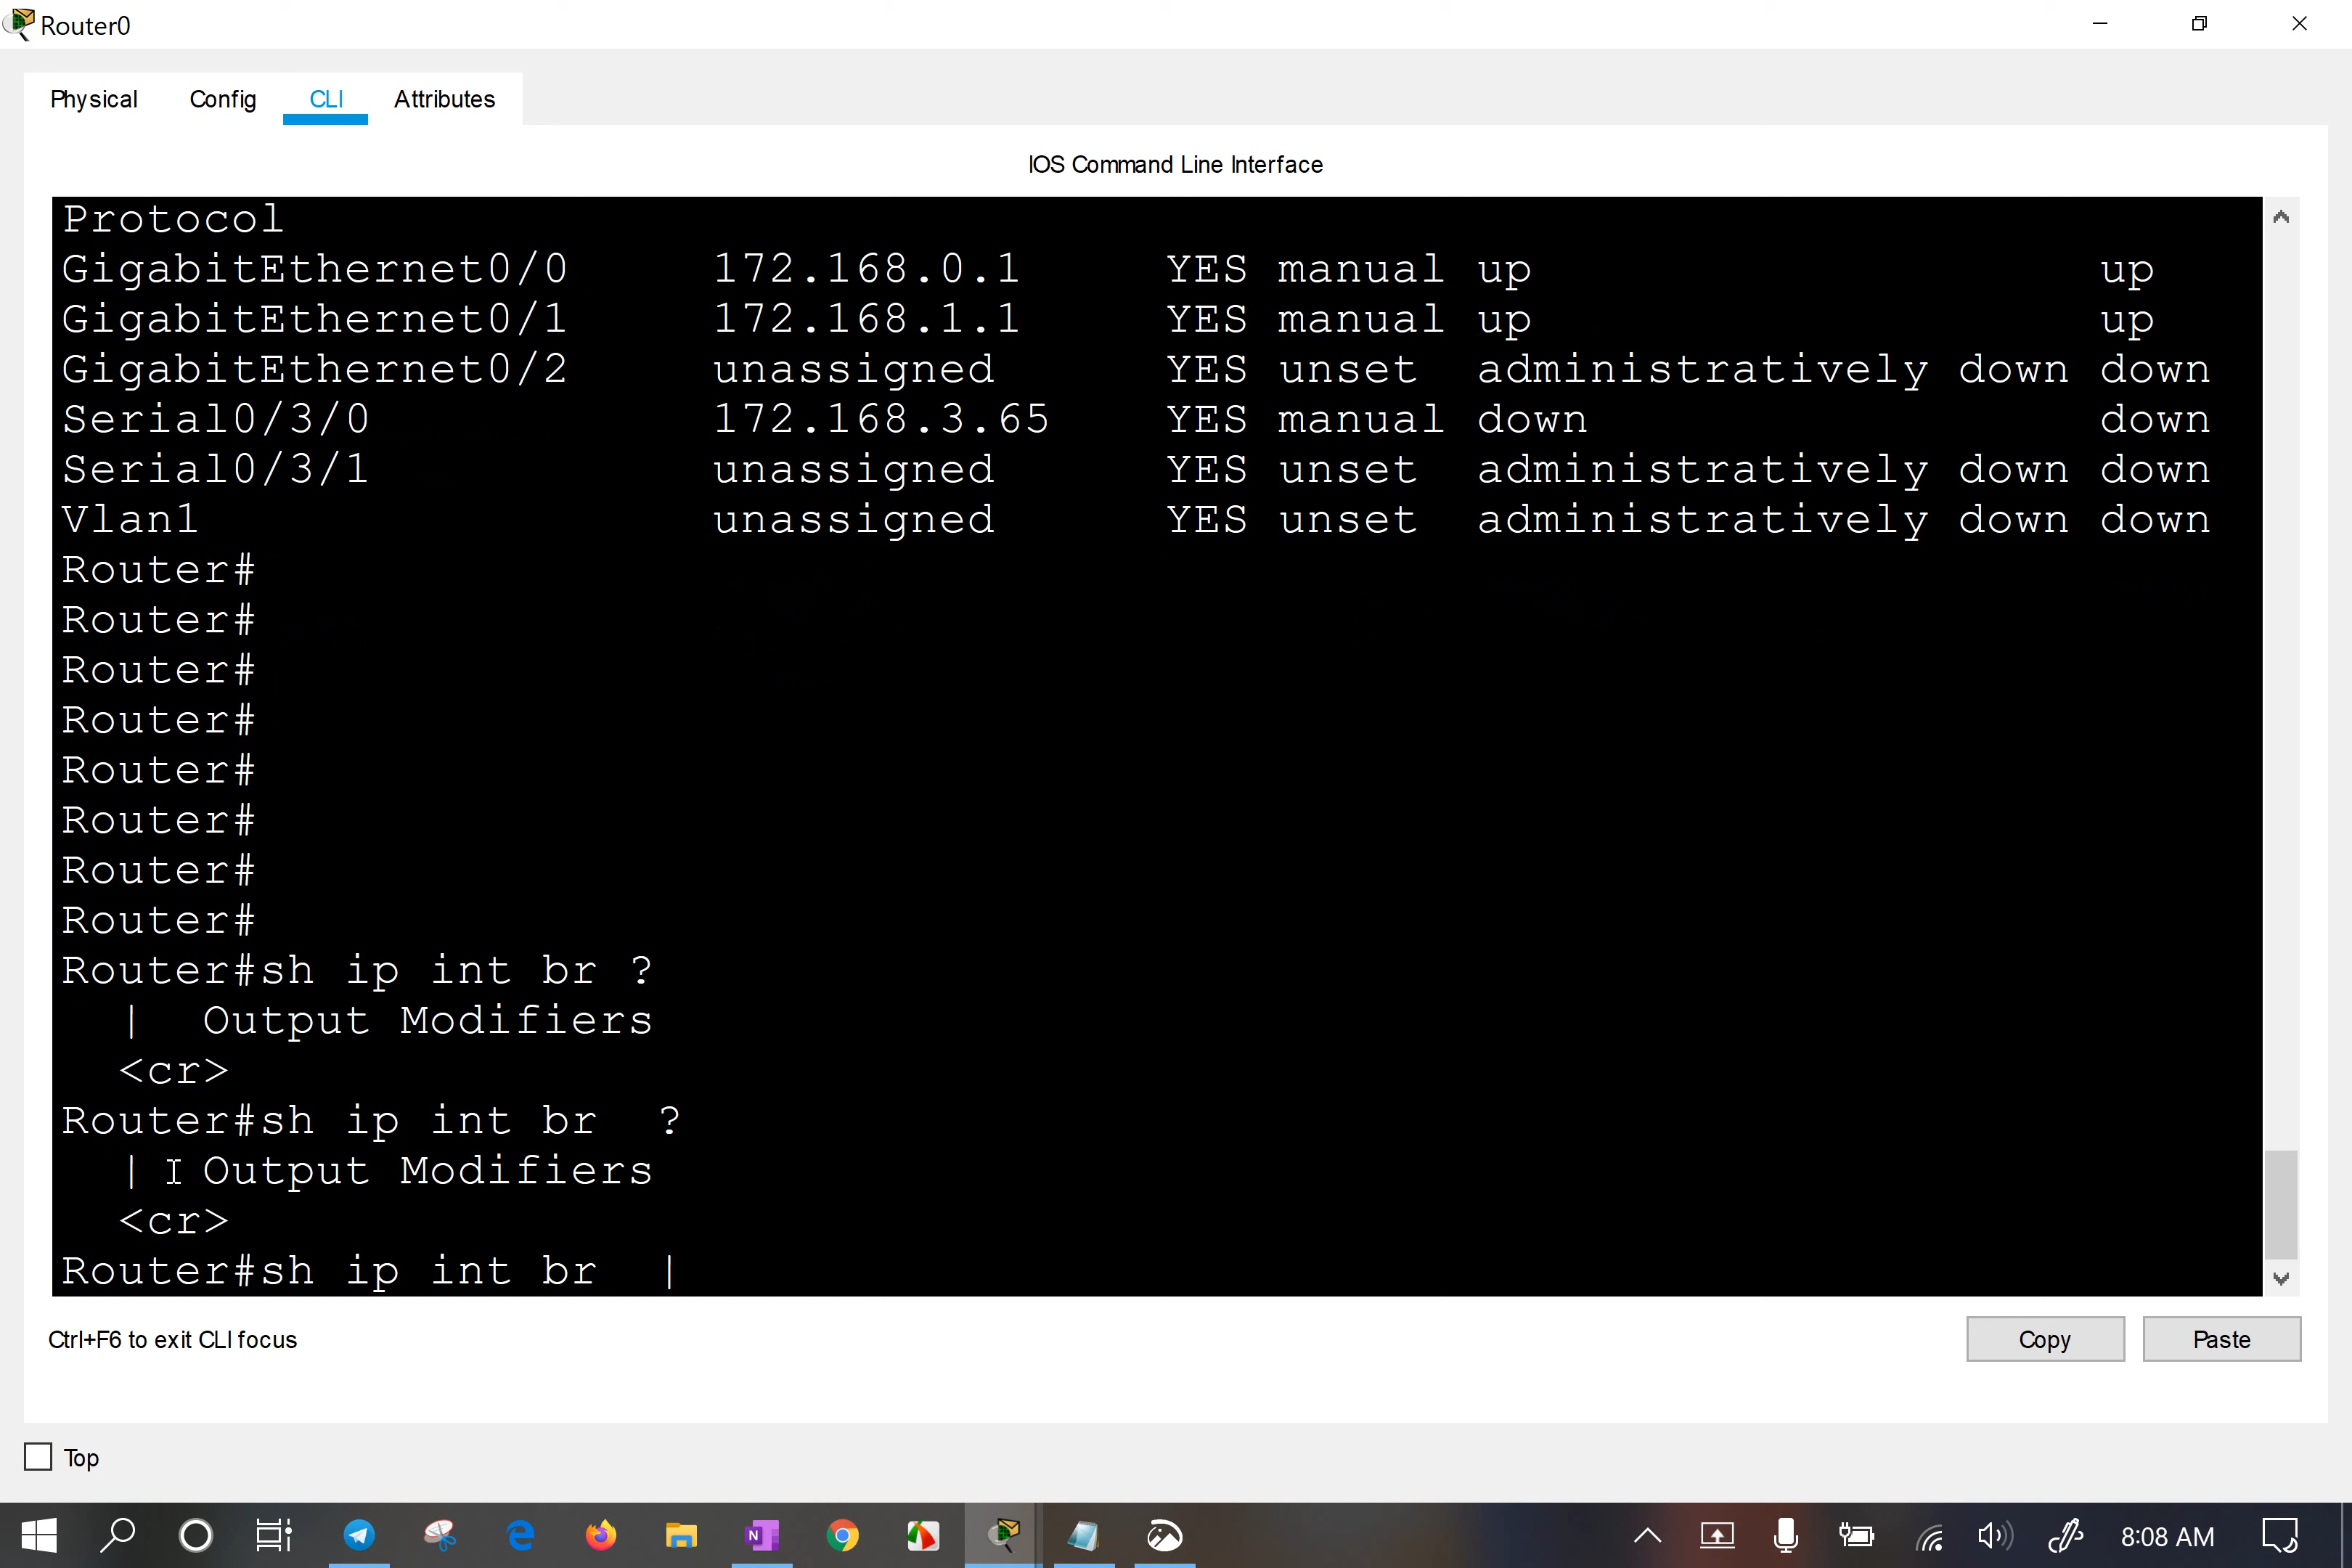 Router0
Physical Config CLI Attributes
IOS Command Line Interface
Protocol
GigabitEthernet0/0 172.168.0.1 YES manual up up
GigabitEthernet0/1 172.168.1.1 YES manual up up
GigabitEthernet0/2 unassigned YES unset administratively down down
Serial0/3/0 172.168.3.65 YES manual down down
Serial0/3/1 unassigned YES unset administratively down down
Vlan1 unassigned YES unset administratively down down
Router#
Router#
Router#
Router#
Router#
Router#
Router#
Router#
Router#sh ip int br ?
| Output Modifiers
<cr>
Router#sh ip int br ?
| Output Modifiers
<cr>
Router#sh ip int br |
Ctrl+F6 to exit CLI focus
Copy Paste
Top
8:08 AM